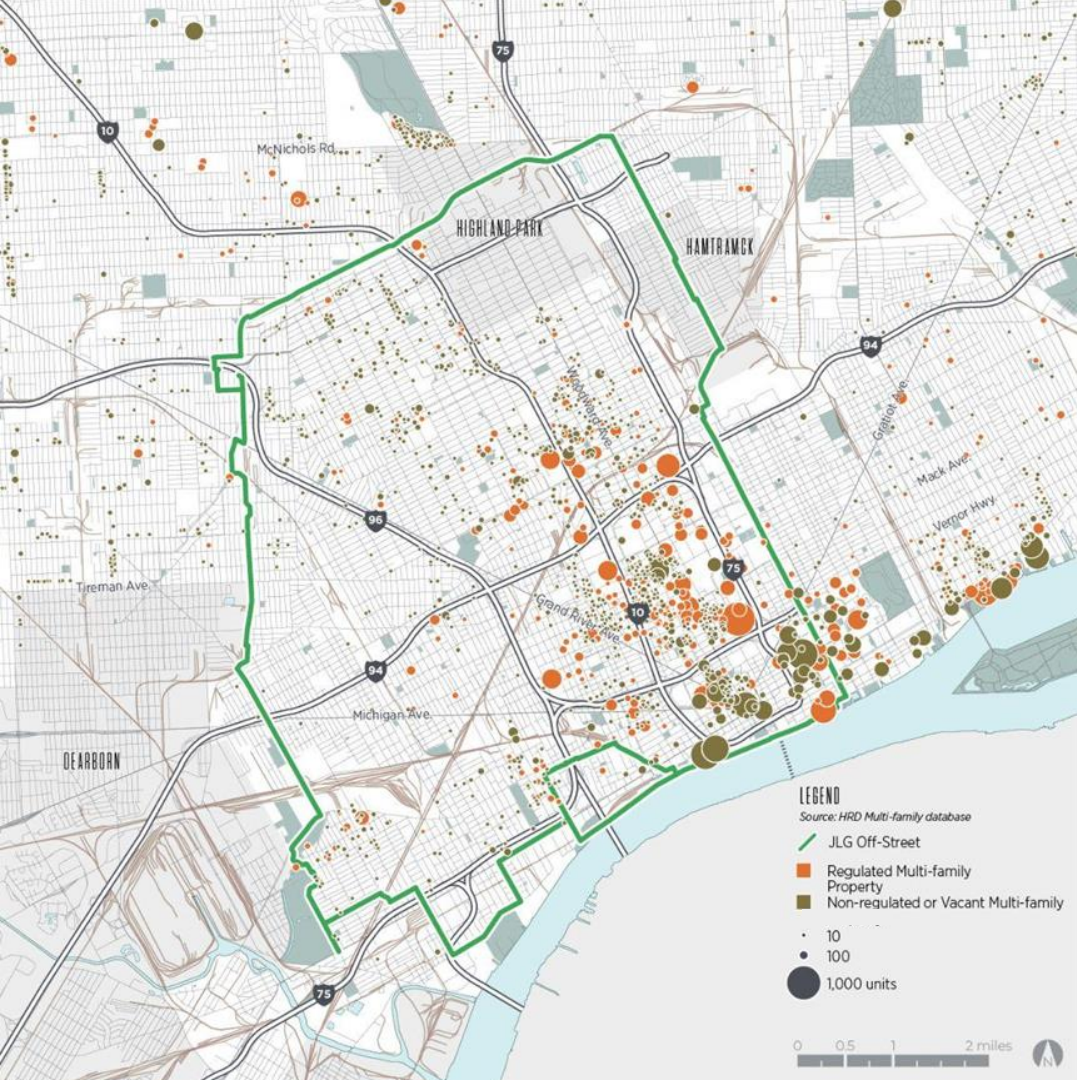 75
10
McNichols Rd.
HIGHLAND PARK
HAMTRAMCK
94
Woodward Ave.
Gratiot Ave.
Mack Ave.
Vernor Hwy
96
Tireman Ave.
75
Grand River Ave.
10
94
Michigan Ave.
DEARBORN
75
LEGEND
Source: HRD Multi-family database
JLG Off-Street
Regulated Multi-family
Property
Non-regulated or Vacant Multi-family
10
100
1,000 units
0 0.5 1 2 miles
N